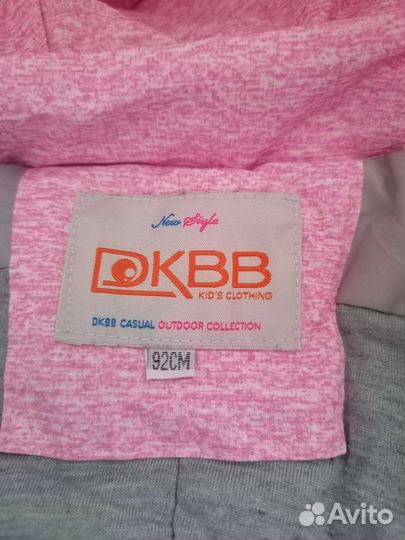 New Style
DKBB
KID'S CLOTHING
DKBB CASUAL OUTDOOR COLLECTION
92CM
Avito